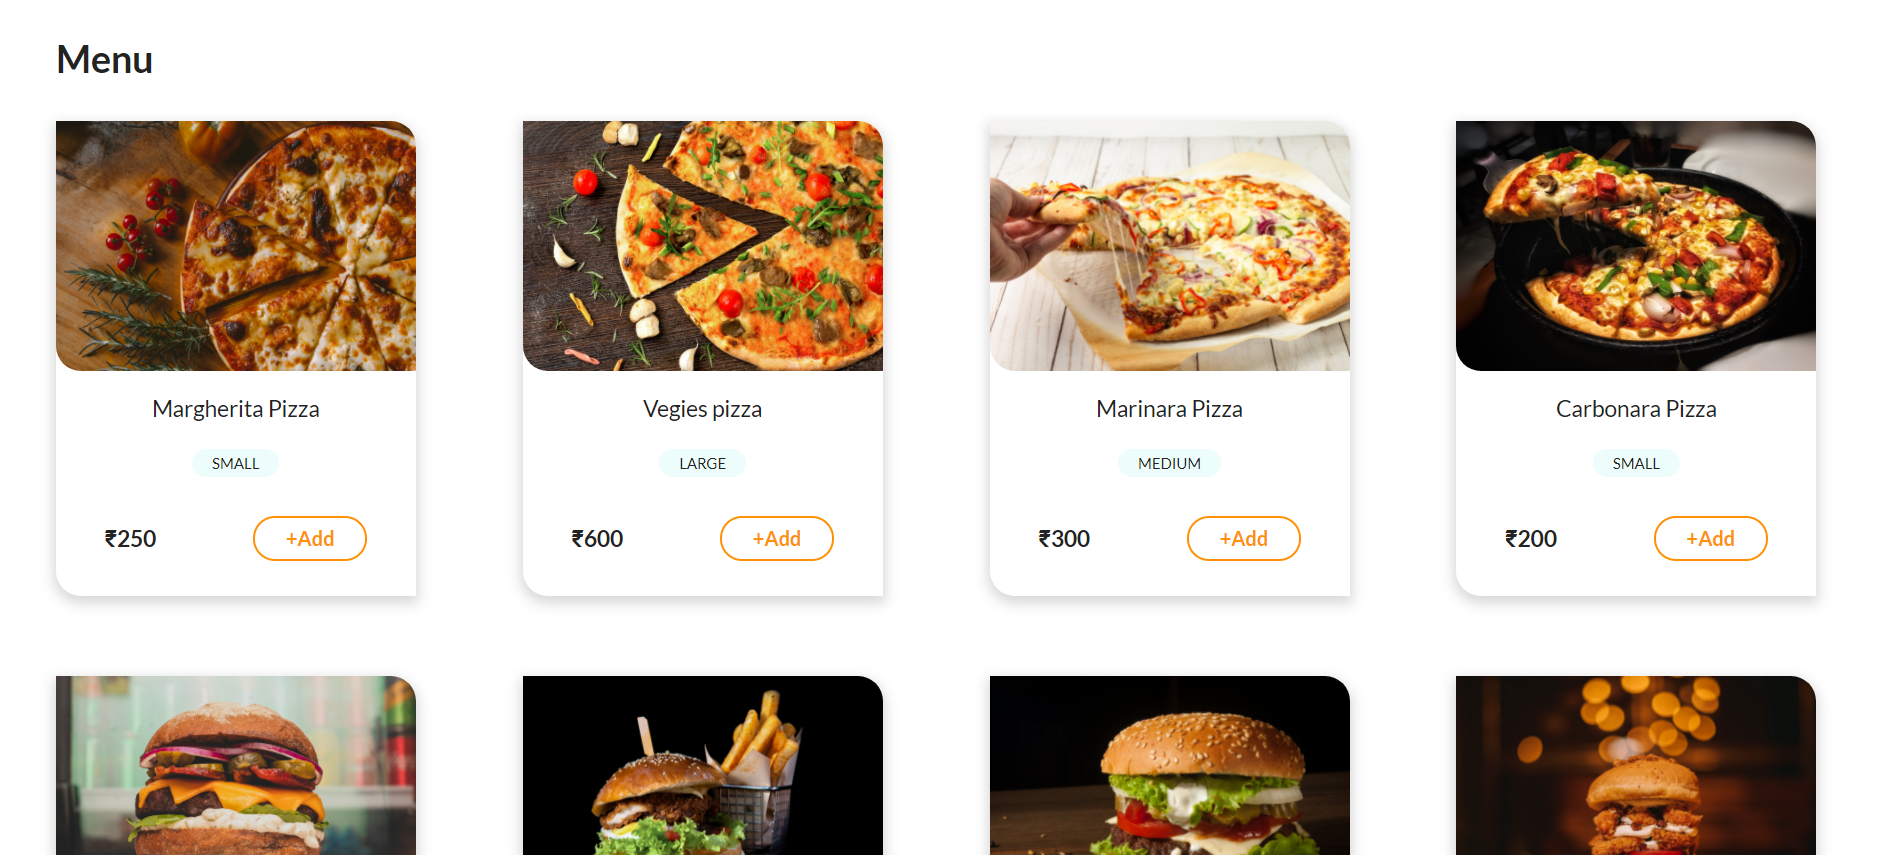 Menu
Margherita Pizza
SMALL
₹250
+Add
Vegies pizza
LARGE
₹600
+Add
Marinara Pizza
MEDIUM
₹300
+Add
Carbonara Pizza
SMALL
₹200
+Add